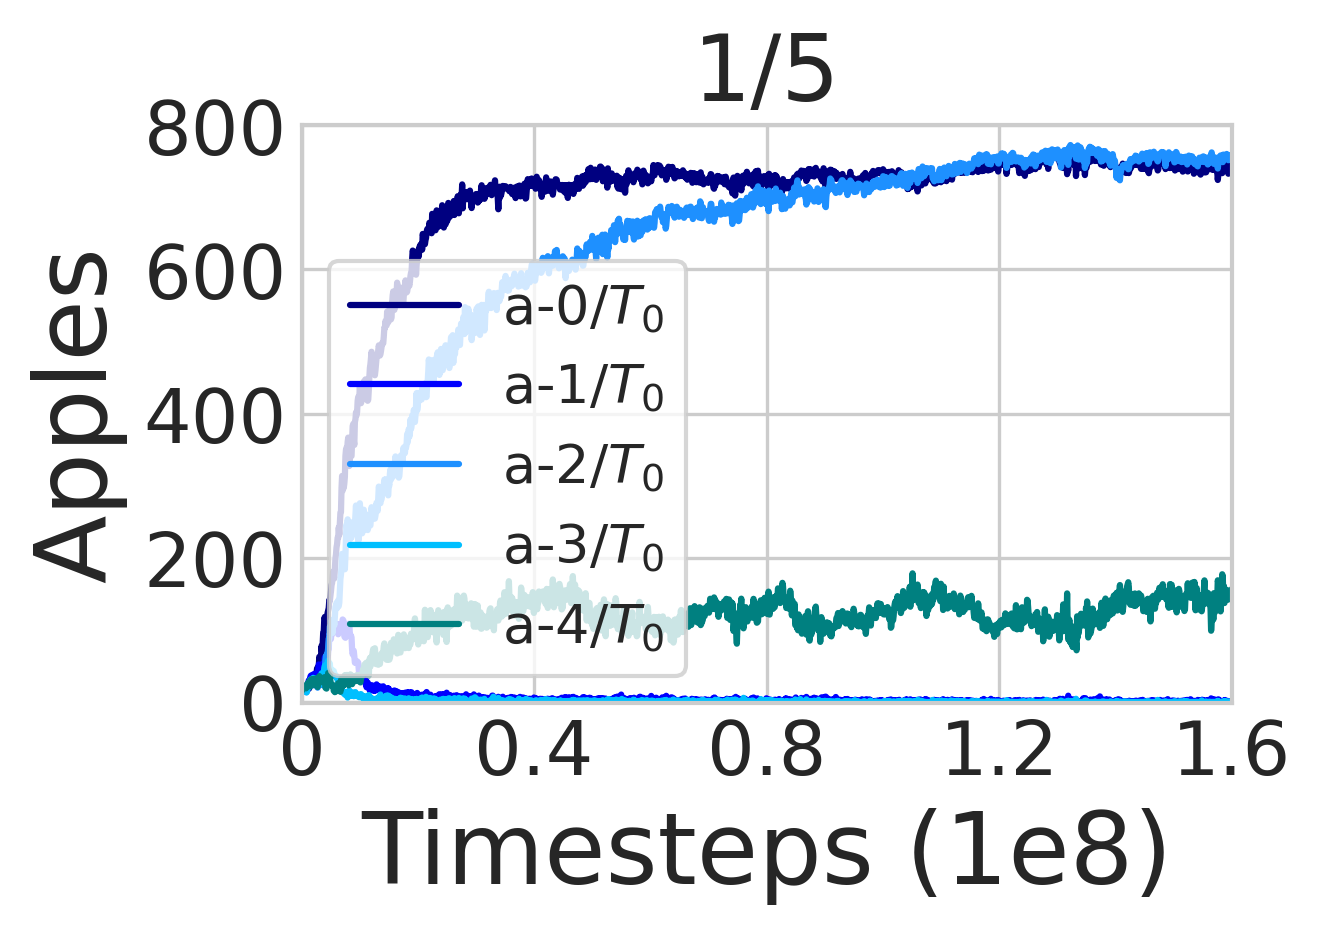 1/5
Apples
800
600
400
200
0
a-0/T₀
a-1/T₀
a-2/T₀
a-3/T₀
a-4/T₀
0 0.4 0.8 1.2 1.6
Timesteps (1e8)